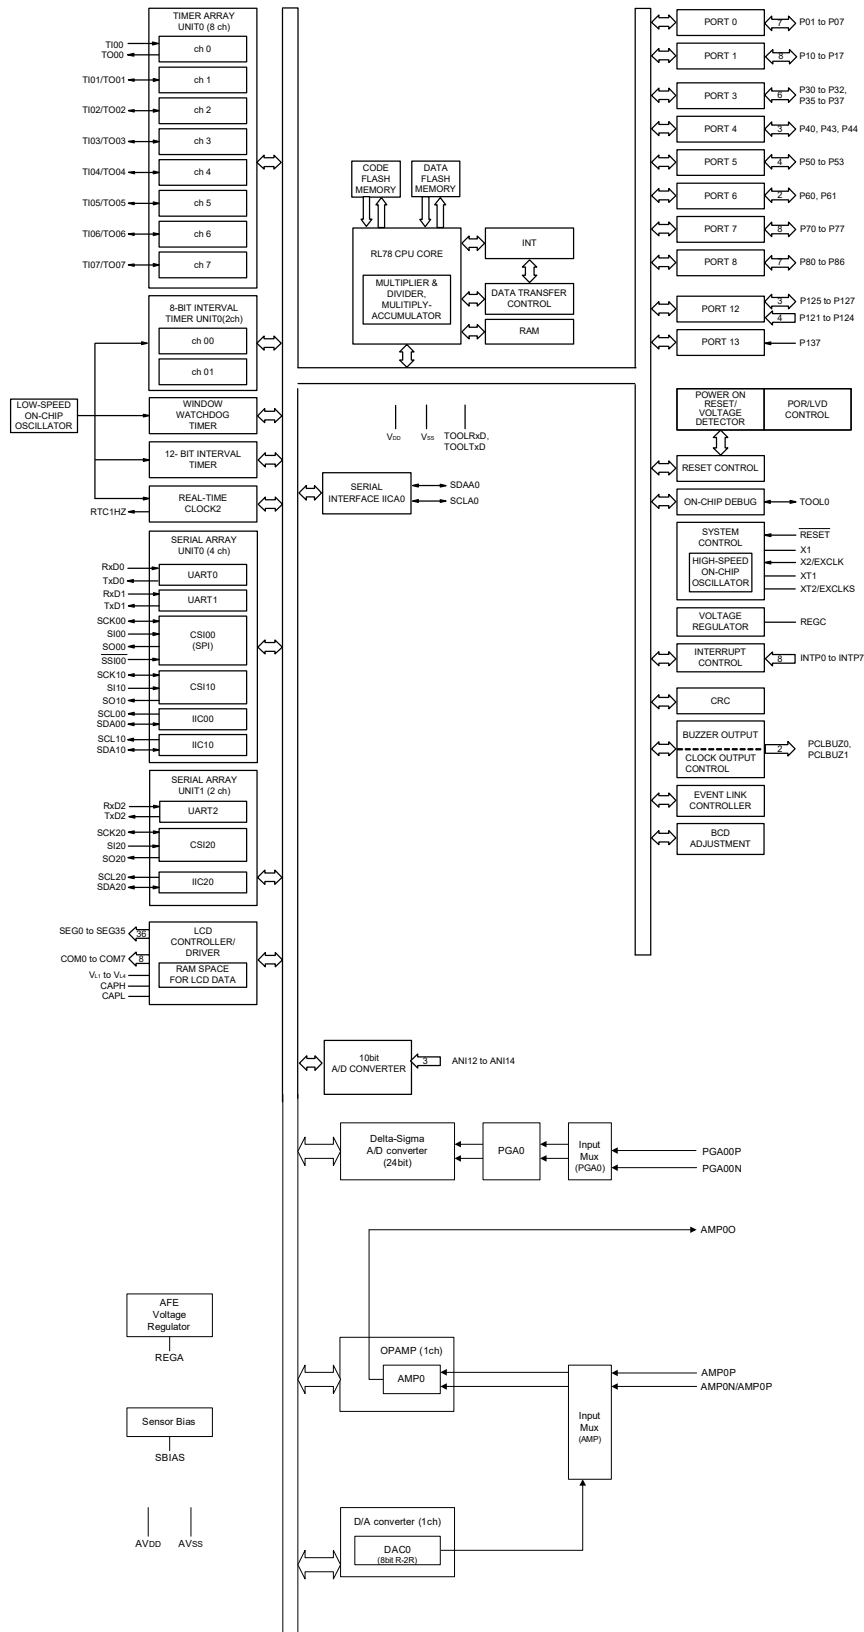 TIMER ARRAY
UNIT0 (8 ch)
TI00
TO00
ch 0
TI01/TO01
ch 1
TI02/TO02
ch 2
TI03/TO03
ch 3
TI04/TO04
ch 4
TI05/TO05
ch 5
TI06/TO06
ch 6
TI07/TO07
ch 7
8-BIT INTERVAL
TIMER UNIT0(2ch)
ch 00
ch 01
LOW-SPEED
ON-CHIP
OSCILLATOR
WINDOW
WATCHDOG
TIMER
12- BIT INTERVAL
TIMER
REAL-TIME
CLOCK2
RTC1HZ
SERIAL ARRAY
UNIT0 (4 ch)
RxD0
TxD0
UART0
RxD1
TxD1
UART1
SCK00
SI00
SO00
SSI00
CSI00
(SPI)
SCK10
SI10
SO10
CSI10
SCL00
SDA00
IIC00
SCL10
SDA10
IIC10
SERIAL ARRAY
UNIT1 (2 ch)
RxD2
TxD2
UART2
SCK20
SI20
SO20
CSI20
SCL20
SDA20
IIC20
SEG0 to SEG35
36
COM0 to COM7
8
VL1 to VL4
CAPH
CAPL
LCD
CONTROLLER/
DRIVER
RAM SPACE
FOR LCD DATA
CODE
FLASH
MEMORY
DATA
FLASH
MEMORY
RL78 CPU CORE
MULTIPLIER &
DIVIDER,
MULITIPLY-
ACCUMULATOR
INT
DATA TRANSFER
CONTROL
RAM
VDD
VSS
TOOLRxD,
TOOLTxD
SERIAL
INTERFACE IICA0
SDAA0
SCLA0
PORT 0
7
P01 to P07
PORT 1
8
P10 to P17
PORT 3
6
P30 to P32,
P35 to P37
PORT 4
3
P40, P43, P44
PORT 5
4
P50 to P53
PORT 6
2
P60, P61
PORT 7
8
P70 to P77
PORT 8
7
P80 to P86
PORT 12
3
P125 to P127
4
P121 to P124
PORT 13
P137
POWER ON
RESET/
VOLTAGE
DETECTOR
POR/LVD
CONTROL
RESET CONTROL
ON-CHIP DEBUG
TOOL0
SYSTEM
CONTROL
HIGH-SPEED
ON-CHIP
OSCILLATOR
RESET
X1
X2/EXCLK
XT1
XT2/EXCLKS
VOLTAGE
REGULATOR
REGC
INTERRUPT
CONTROL
8
INTP0 to INTP7
CRC
BUZZER OUTPUT
CLOCK OUTPUT
CONTROL
2
PCLBUZ0,
PCLBUZ1
EVENT LINK
CONTROLLER
BCD
ADJUSTMENT
10bit
A/D CONVERTER
3
ANI12 to ANI14
Delta-Sigma
A/D converter
(24bit)
PGA0
Input
Mux
(PGA0)
PGA00P
PGA00N
AMP0O
AFE
Voltage
Regulator
REGA
OPAMP (1ch)
AMP0
Input
Mux
(AMP)
AMP0P
AMP0N/AMP0P
Sensor Bias
SBIAS
AVDD
AVSS
D/A converter (1ch)
DAC0
(8bit R-2R)